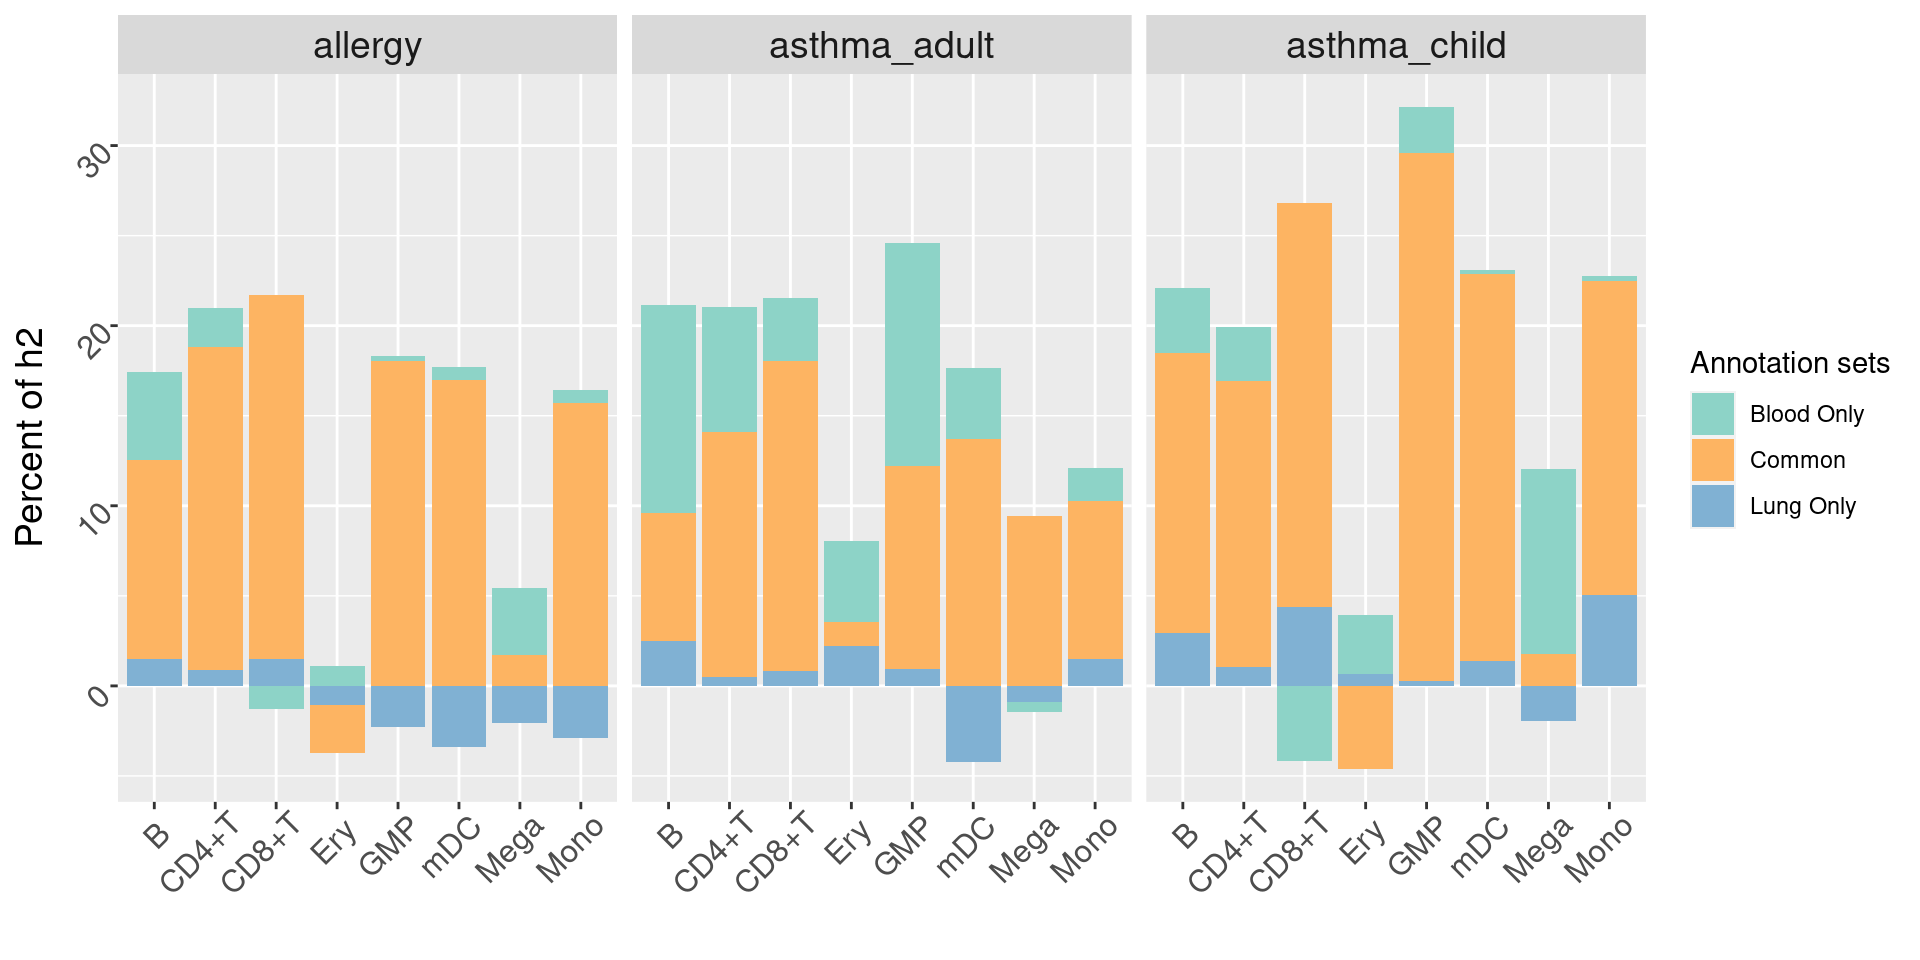 allergy
asthma_adult
asthma_child
Percent of h2
30
20
10
0
B CD4+T CD8+T Ery GMP mDC Mega Mono
B CD4+T CD8+T Ery GMP mDC Mega Mono
B CD4+T CD8+T Ery GMP mDC Mega Mono
Annotation sets
Blood Only
Common
Lung Only